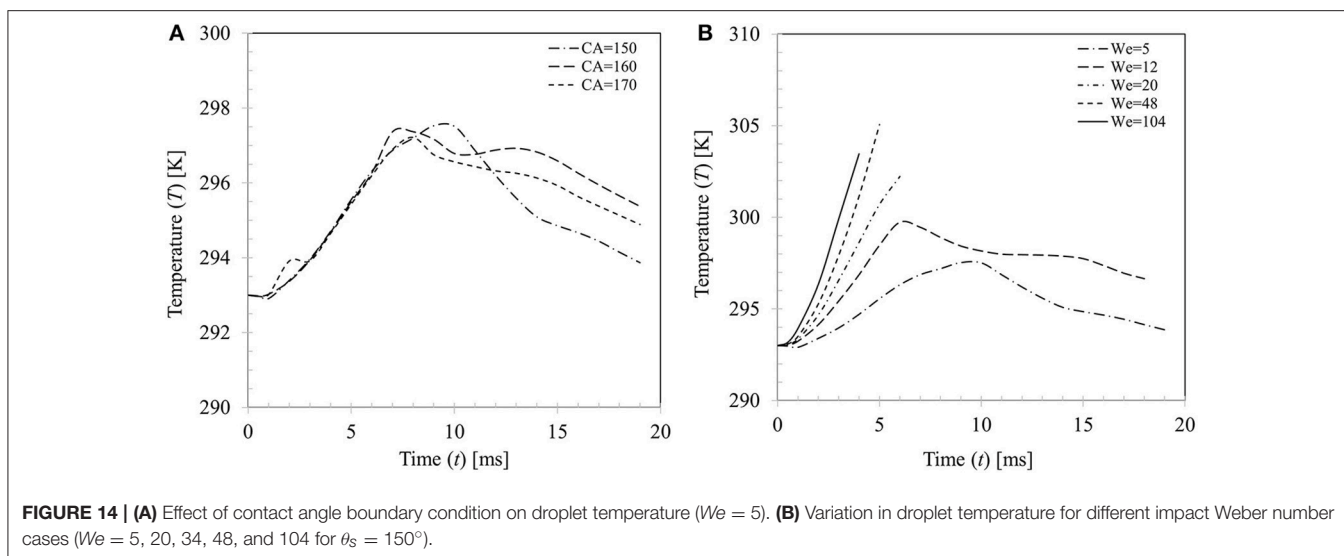 A
300
298
296
294
292
290
Temperature (T) [K]
0
5
10
15
20
Time (t) [ms]
CA=150
CA=160
CA=170
B
310
305
300
295
290
Temperature (T) [K]
0
5
10
15
20
Time (t) [ms]
We=5
We=12
We=20
We=48
We=104
FIGURE 14 | (A) Effect of contact angle boundary condition on droplet temperature (We = 5). (B) Variation in droplet temperature for different impact Weber number
cases (We = 5, 20, 34, 48, and 104 for θs = 150°).